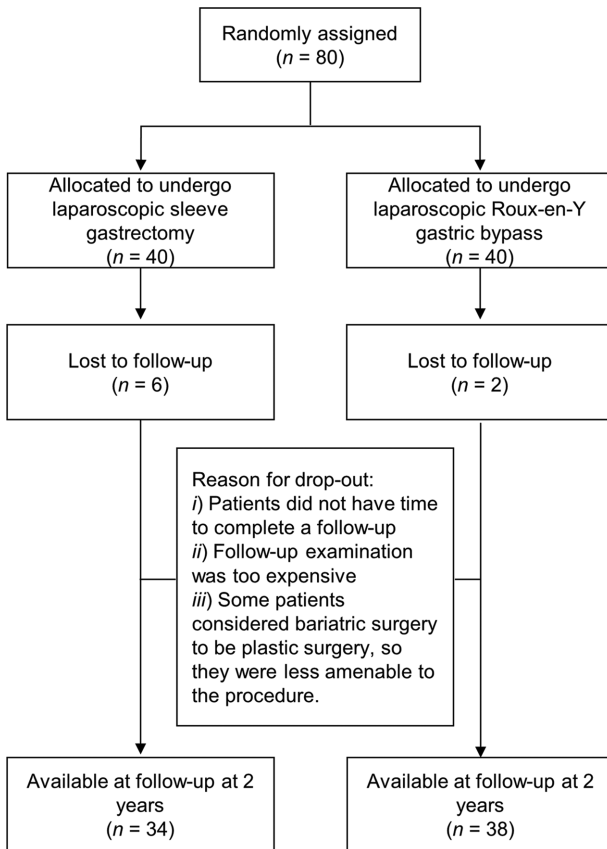 Randomly assigned
(n = 80)
Allocated to undergo
laparoscopic sleeve
gastrectomy
(n = 40)
Allocated to undergo
laparoscopic Roux-en-Y
gastric bypass
(n = 40)
Lost to follow-up
(n = 6)
Lost to follow-up
(n = 2)
Reason for drop-out:
i) Patients did not have time
to complete a follow-up
ii) Follow-up examination
was too expensive
iii) Some patients
considered bariatric surgery
to be plastic surgery, so
they were less amenable to
the procedure.
Available at follow-up at 2
years
(n = 34)
Available at follow-up at 2
years
(n = 38)